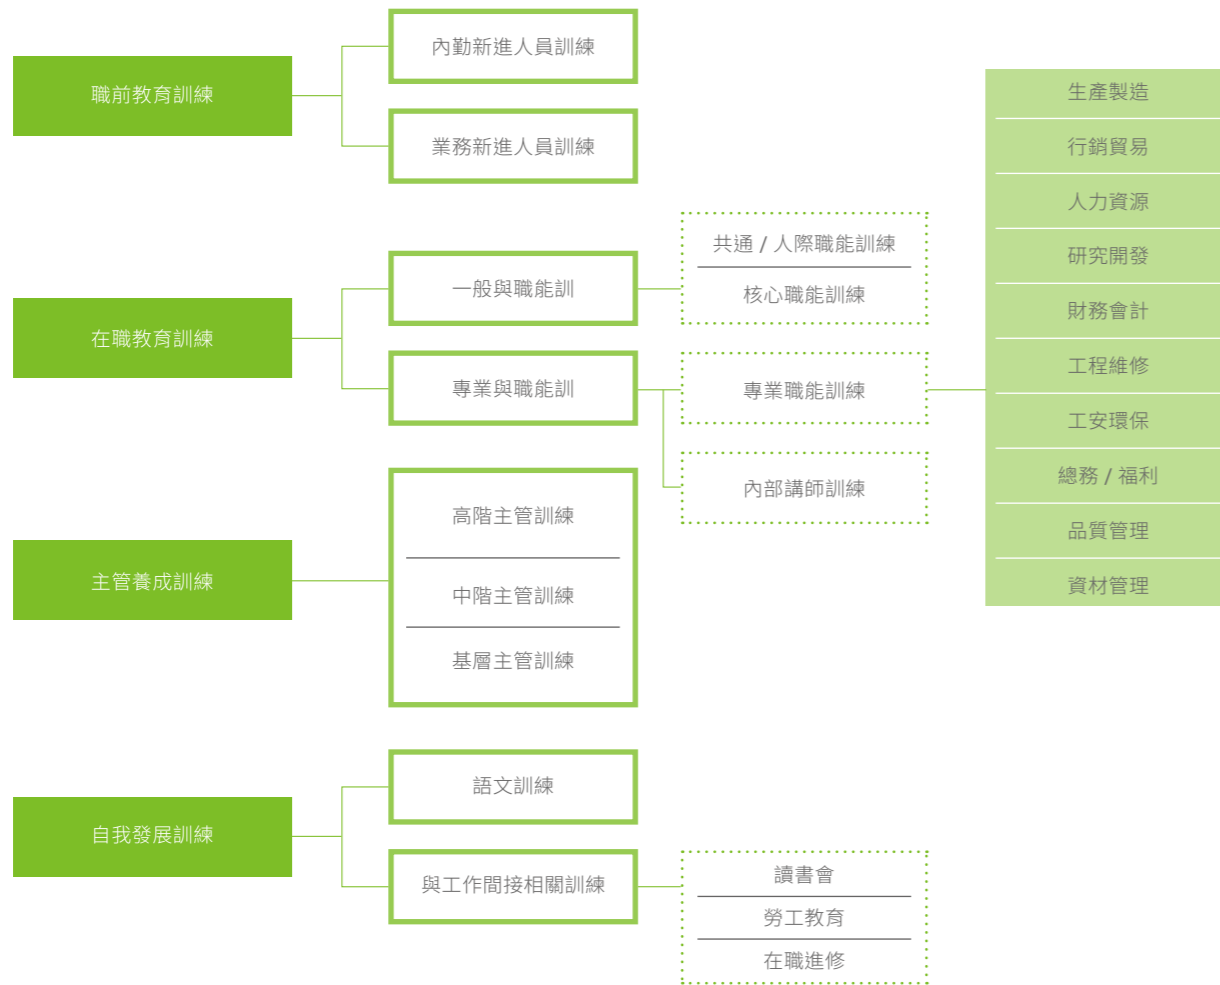 職前教育訓練
內勤新進人員訓練
業務新進人員訓練
在職教育訓練
一般與職能訓
共通 / 人際職能訓練
核心職能訓練
專業與職能訓
專業職能訓練
內部講師訓練
生產製造
行銷貿易
人力資源
研究開發
財務會計
工程維修
工安環保
總務 / 福利
品質管理
資材管理
主管養成訓練
高階主管訓練
中階主管訓練
基層主管訓練
自我發展訓練
語文訓練
與工作間接相關訓練
讀書會
勞工教育
在職進修